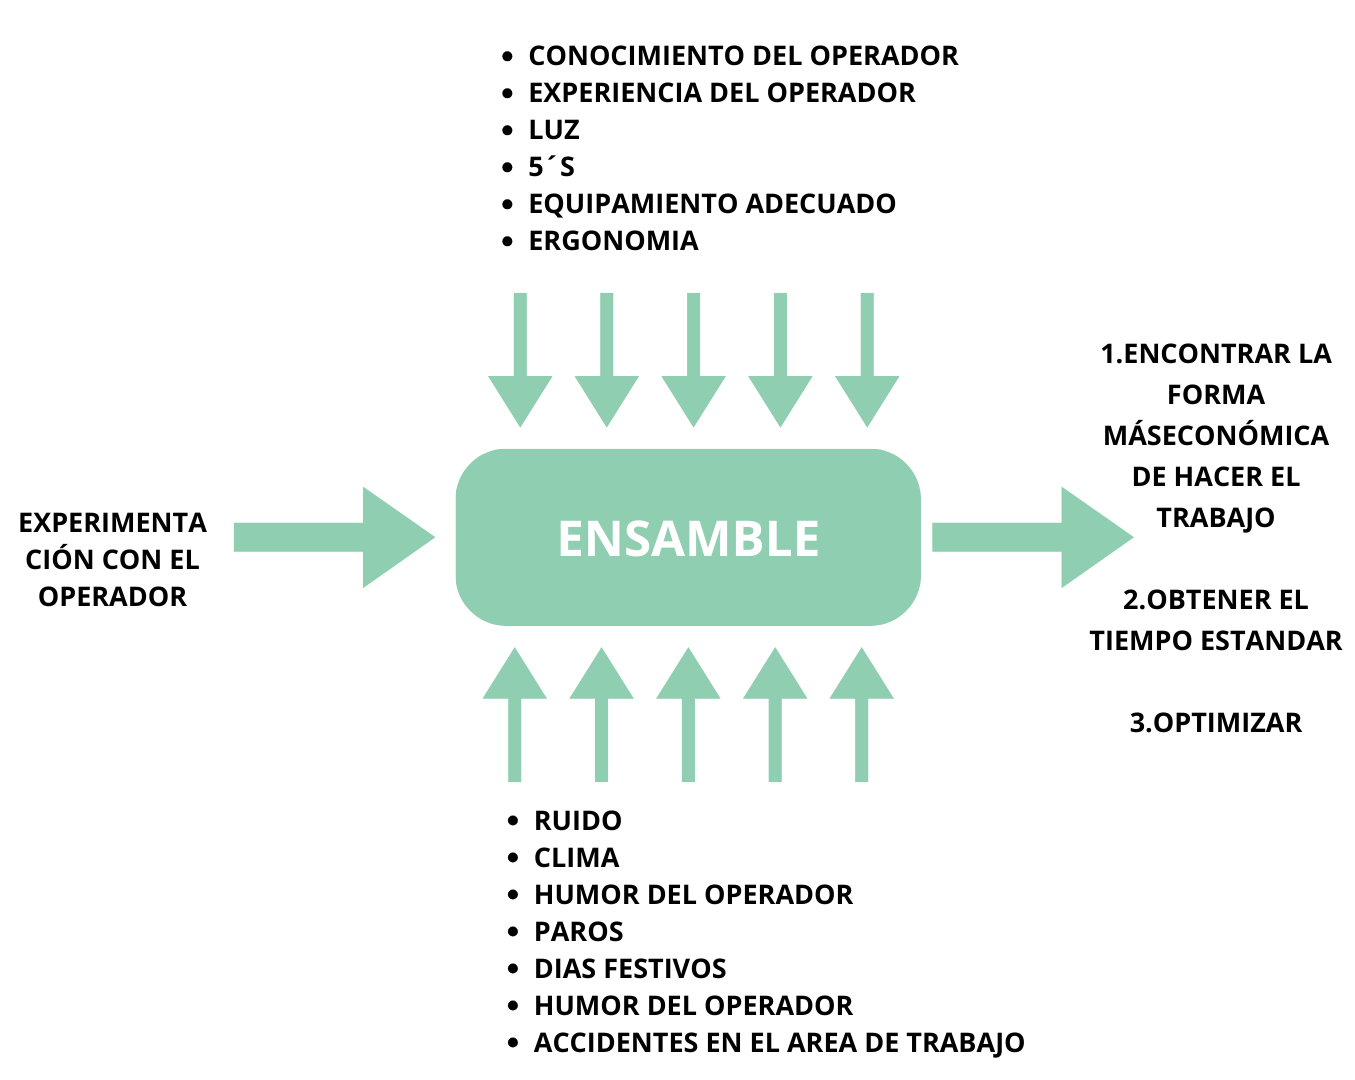 CONOCIMIENTO DEL OPERADOR
EXPERIENCIA DEL OPERADOR
LUZ
5´S
EQUIPAMIENTO ADECUADO
ERGONOMIA
EXPERIMENTA
CIÓN CON EL
OPERADOR
ENSAMBLE
1.ENCONTRAR LA
FORMA
MÁSECONÓMICA
DE HACER EL
TRABAJO
2.OBTENER EL
TIEMPO ESTANDAR
3.OPTIMIZAR
RUIDO
CLIMA
HUMOR DEL OPERADOR
PAROS
DIAS FESTIVOS
HUMOR DEL OPERADOR
ACCIDENTES EN EL AREA DE TRABAJO